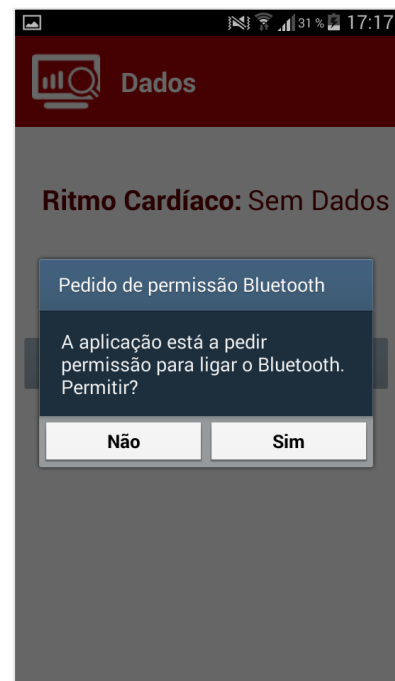 31 % 17:17
Dados
Ritmo Cardíaco: Sem Dados
Pedido de permissão Bluetooth
A aplicação está a pedir
permissão para ligar o Bluetooth.
Permitir?
Não Sim